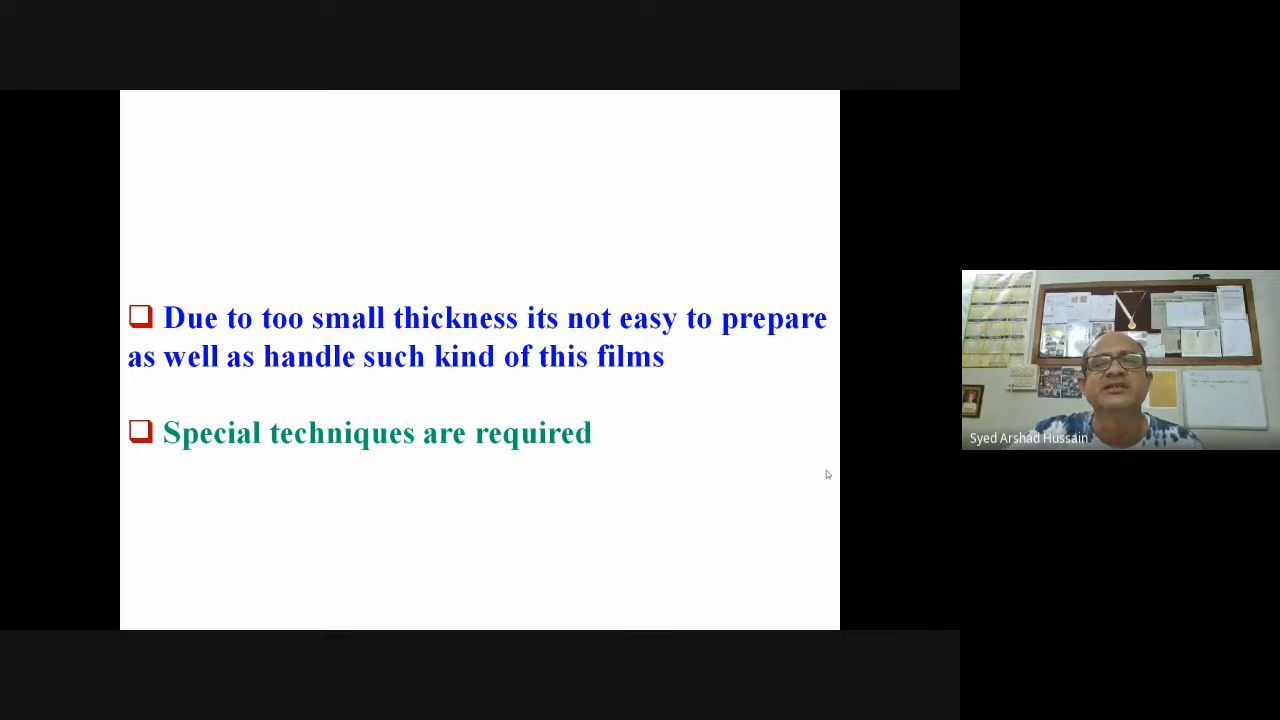 Due to too small thickness its not easy to prepare
as well as handle such kind of this films
Special techniques are required
Syed Arshad Hussain